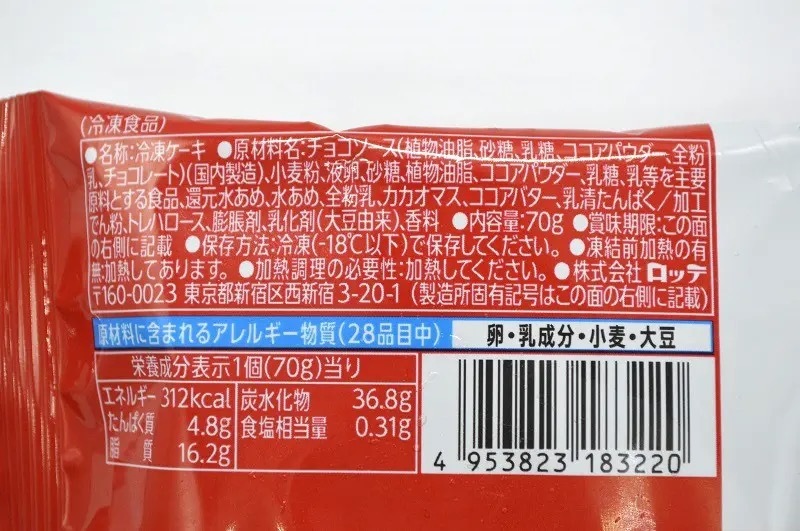 (冷凍食品)
●名称:冷凍ケーキ ●原材料名:チョコソース(植物油脂、砂糖、乳糖、ココアパウダー、全粉
乳、チョコレート)(国内製造)、小麦粉、液卵、砂糖、植物油脂、ココアパウダー、乳糖、乳等を主要
原料とする食品、還元水あめ、水あめ、全粉乳、カカオマス、ココアバター、乳清たんぱく/加工
でん粉、トレハロース、膨脹剤、乳化剤(大豆由来)、香料 ●内容量:70g ●賞味期限:この面
の右側に記載 ●保存方法:冷凍(-18℃以下)で保存してください。●凍結前加熱の有
無:加熱してあります。●加熱調理の必要性:加熱してください。●株式会社ロッテ
〒160-0023 東京都新宿区西新宿3-20-1 (製造所固有記号はこの面の右側に記載)
原材料に含まれるアレルギー物質(28品目中) 卵・乳成分・小麦・大豆
栄養成分表示1個(70g)当り
エネルギー 312kcal 炭水化物 36.8g
たんぱく質 4.8g 食塩相当量 0.31g
脂質 16.2g
4 953823 183220